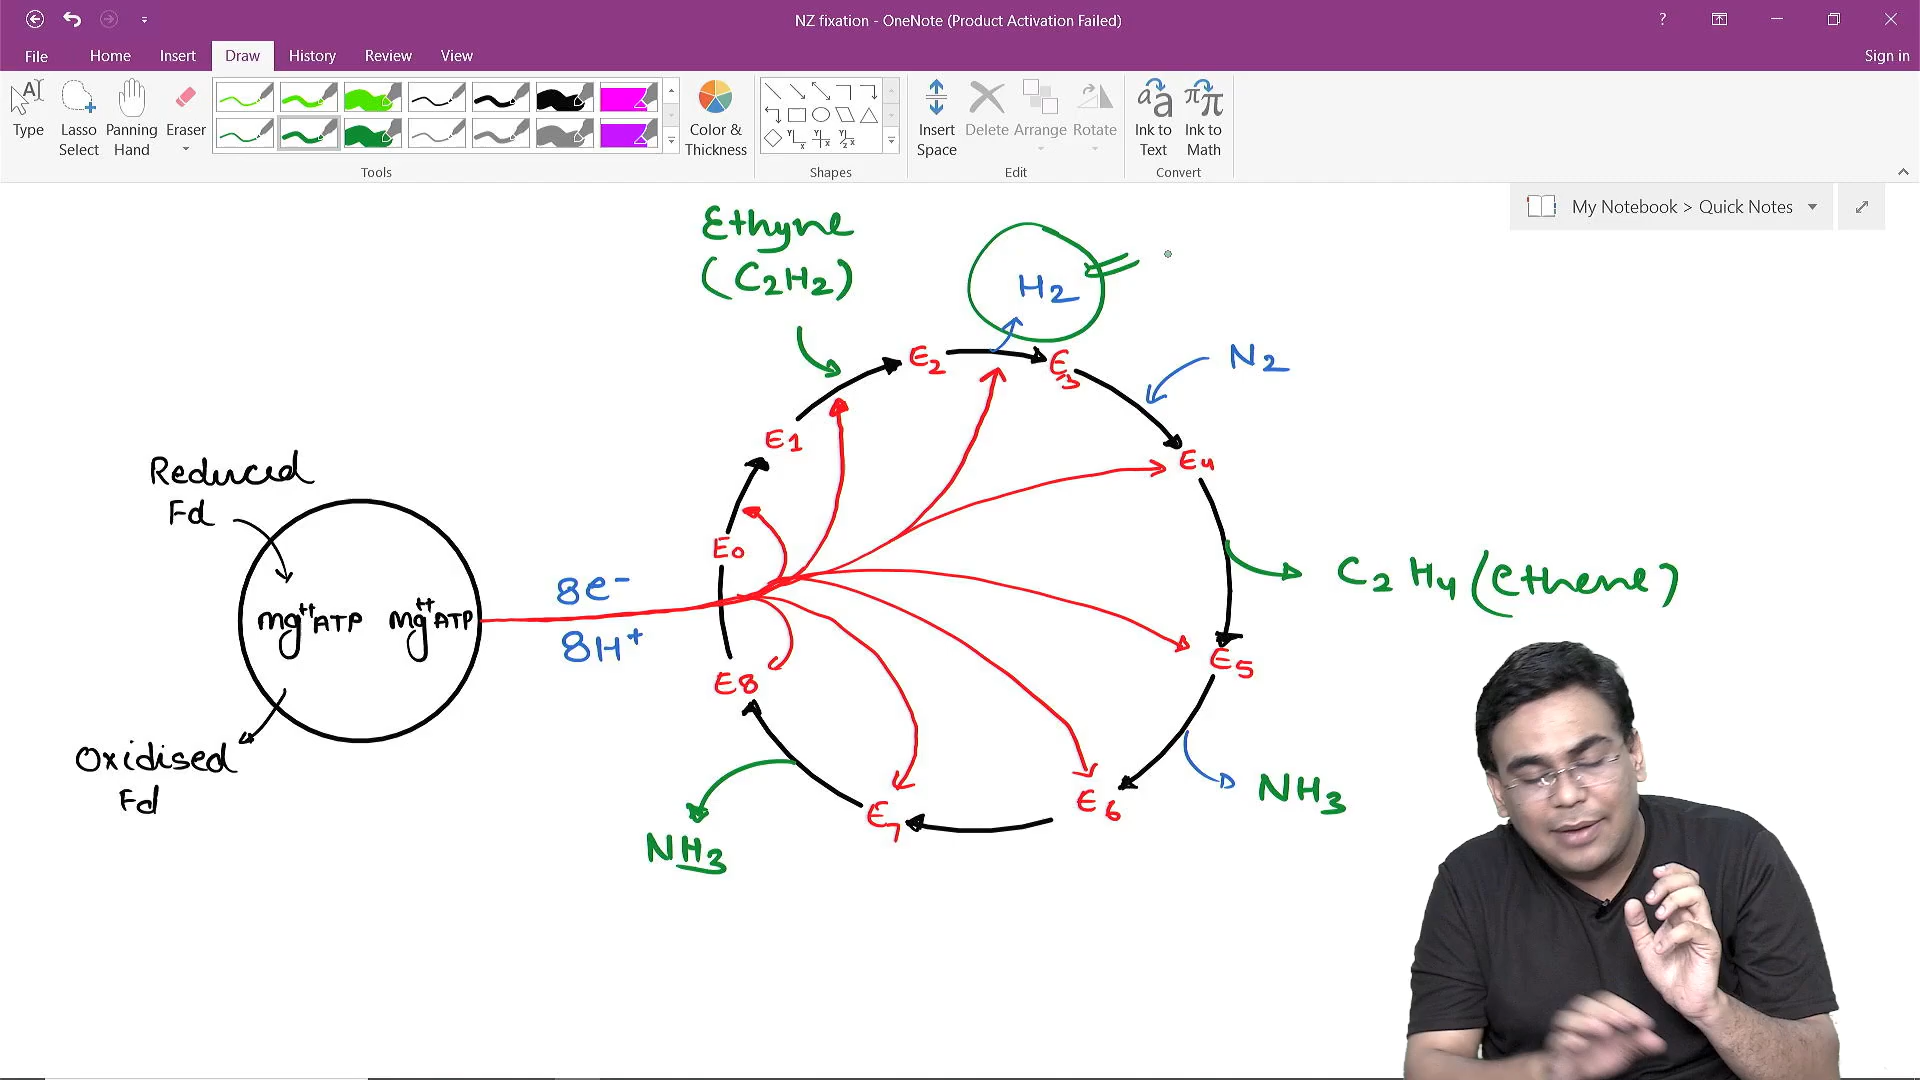 NZ fixation - OneNote (Product Activation Failed)
?
File Home Insert Draw History Review View
Sign in
Type
Lasso Select
Panning Hand
Eraser
Color & Thickness
Insert Space
Delete
Arrange
Rotate
Ink to Text
Ink to Math
Tools
Shapes
Edit
Convert
My Notebook > Quick Notes
Ethyne
(C2H2)
H2
N2
E2
E3
E1
E4
Reduced
Fd
E0
8e-
C2H4 (ethene)
mg++ATP mg++ATP
8H+
E5
E8
Oxidised
Fd
NH3
E6
E7
NH3